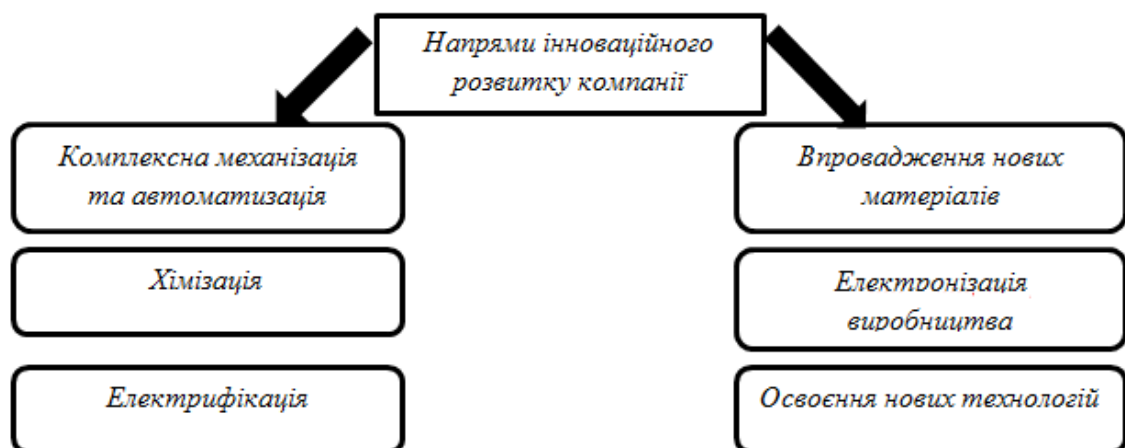 Напрями інноваційного
розвитку компанії
Комплексна механізація
та автоматизація
Впровадження нових
матеріалів
Хімізація
Електронізація
виробництва
Електрифікація
Освоєння нових технологій